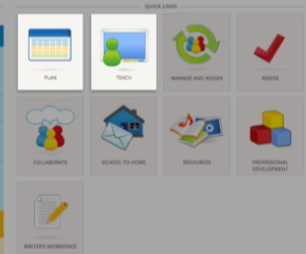 QUICK LINKS
PLAN
TEACH
MANAGE AND ASSIGN
ASSESS
COLLABORATE
SCHOOL TO HOME
RESOURCES
PROFESSIONAL
DEVELOPMENT
WRITER'S WORKSPACE